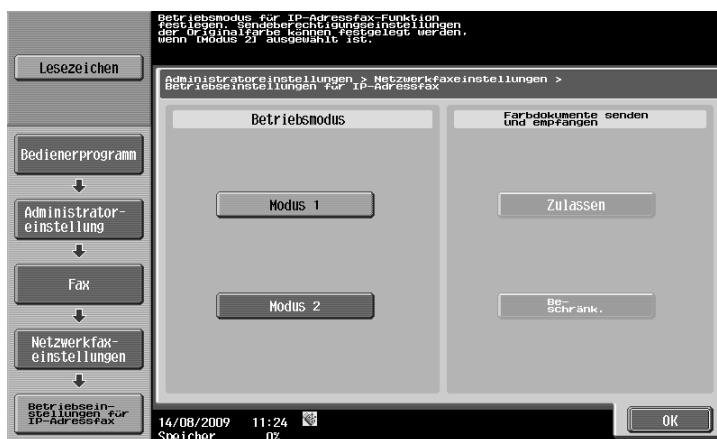 Betriebsmodus für IP-Adressfax-Funktion
festlegen. Sendeberechtigungseinstellungen
der Originalfarbe können festgelegt werden,
wenn [Modus 2] ausgewählt ist.
Lesezeichen
Administratoreinstellungen > Netzwerkfaxeinstellungen >
Betriebseinstellungen für IP-Adressfax
Betriebsmodus
Farbdokumente senden
und empfangen
Bedienerprogramm
Administrator-
einstellung
Fax
Netzwerkfax-
einstellungen
Betriebsein-
stellungen für
IP-Adressfax
Modus 1
Zulassen
Modus 2
Be-
schränk.
14/08/2009 11:24
Speicher 0%
OK